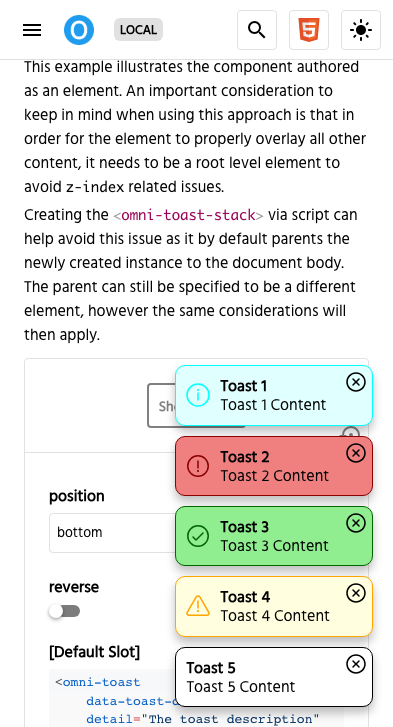 LOCAL
This example illustrates the component authored
as an element. An important consideration to
keep in mind when using this approach is that in
order for the element to properly overlay all other
content, it needs to be a root level element to
avoid z-index related issues.
Creating the <omni-toast-stack> via script can
help avoid this issue as it by default parents the
newly created instance to the document body.
The parent can still be specified to be a different
element, however the same considerations will
then apply.
Toast 1
Toast 1 Content
Toast 2
Toast 2 Content
Toast 3
Toast 3 Content
Toast 4
Toast 4 Content
Toast 5
Toast 5 Content
position
bottom
reverse
[Default Slot]
<omni-toast
detail="The toast description"